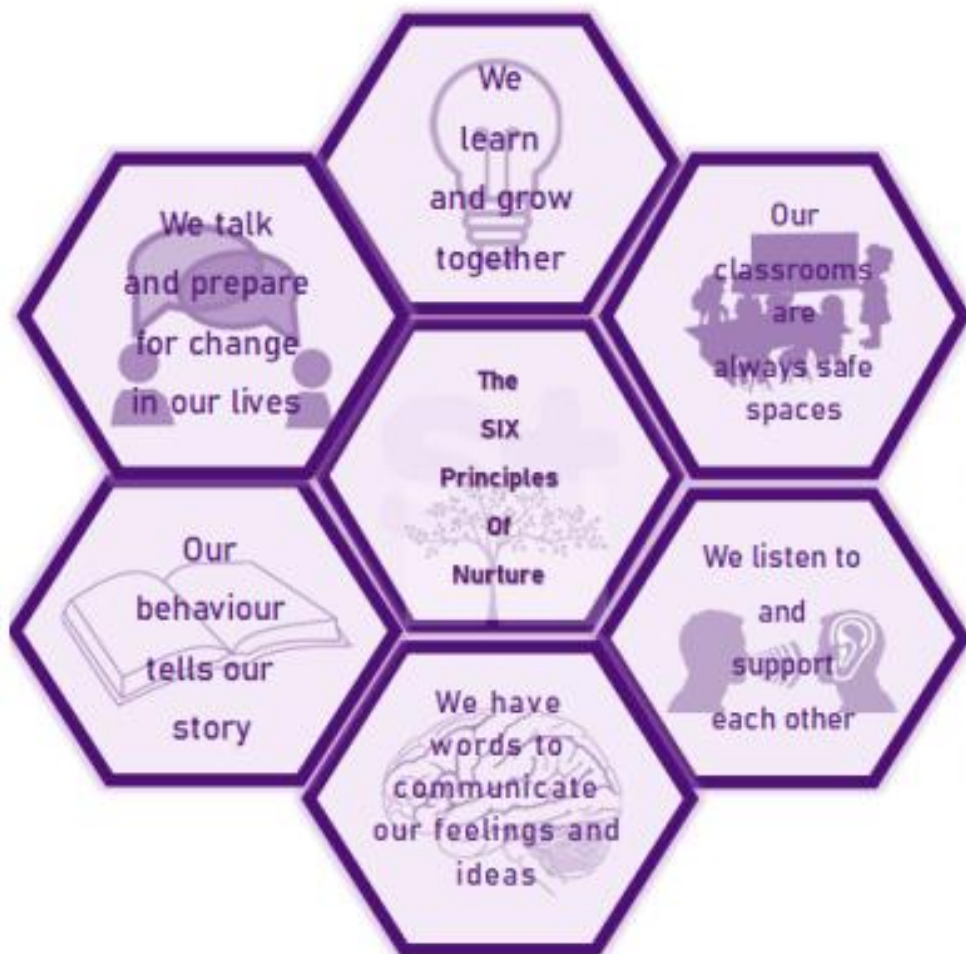 We
learn
and grow
together
Our
classrooms
are
always safe
spaces
We listen to
and
support
each other
We have
words to
communicate
our feelings and
ideas
Our
behaviour
tells our
story
We talk
and prepare
for change
in our lives
The
SIX
Principles
Of
Nurture